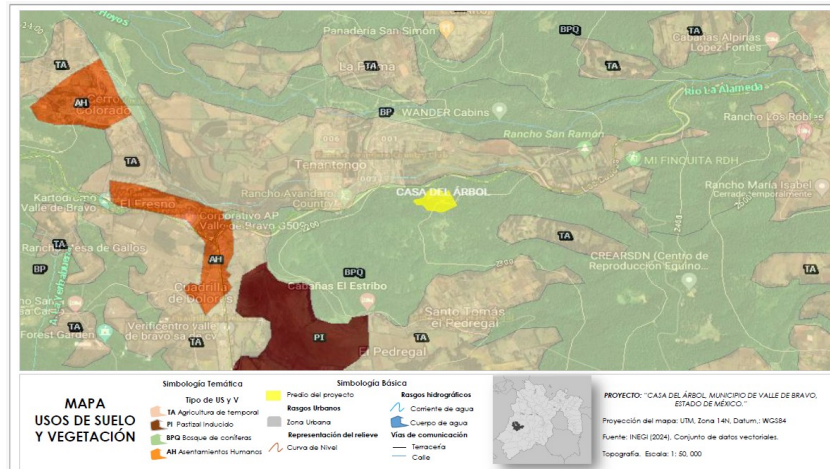 BPQ
Hoyos
TA
Panadería San Simón
Cabañas Alpinas
López Fontes
TA
La
TA
TA
AH
Cerro
Colorado
Río La Alameda
BP
WANDER Cabins
Rancho Los Robles
Rancho San Ramón
TA
Tenantongo
MI FINQUITA RDH
Kartodromo
Valle de Bravo
El Fresno
Rancho Avandaro
Country
CASA DEL ÁRBOL
Rancho María Isabel
Cerrado temporalmente
Corporativo AP
Valle de Bravo
TA
TA
AH
BP
BPQ
CREARSDN (Centro de
Reproducción Equino...
TA
Cabañas El Estribo
Cuadrilla
de Dolores
Santo Tomás
el Pedregal
TA
Forest Garden
Verificentro valle
de bravo sa de cv
TA
PI
TA
El Pedregal
MAPA
USOS DE SUELO
Y VEGETACIÓN
Simbología Temática
Tipo de US y V
TA Agricultura de temporal
PI Pastizal Inducido
BPQ Bosque de coníferas
AH Asentamientos Humanos
Simbología Básica
Predio del proyecto
Rasgos Urbanos
Zona Urbana
Representación del relieve
Curva de Nivel
Rasgos hidrográficos
Corriente de agua
Cuerpo de agua
Vías de comunicación
Terracería
Calle
PROYECTO: "CASA DEL ÁRBOL, MUNICIPIO DE VALLE DE BRAVO,
ESTADO DE MÉXICO."
Proyección del mapa: UTM, Zona 14N, Datum.: WGS84
Fuente: INEGI (2024). Conjunto de datos vectoriales.
Topografía. Escala: 1: 50, 000